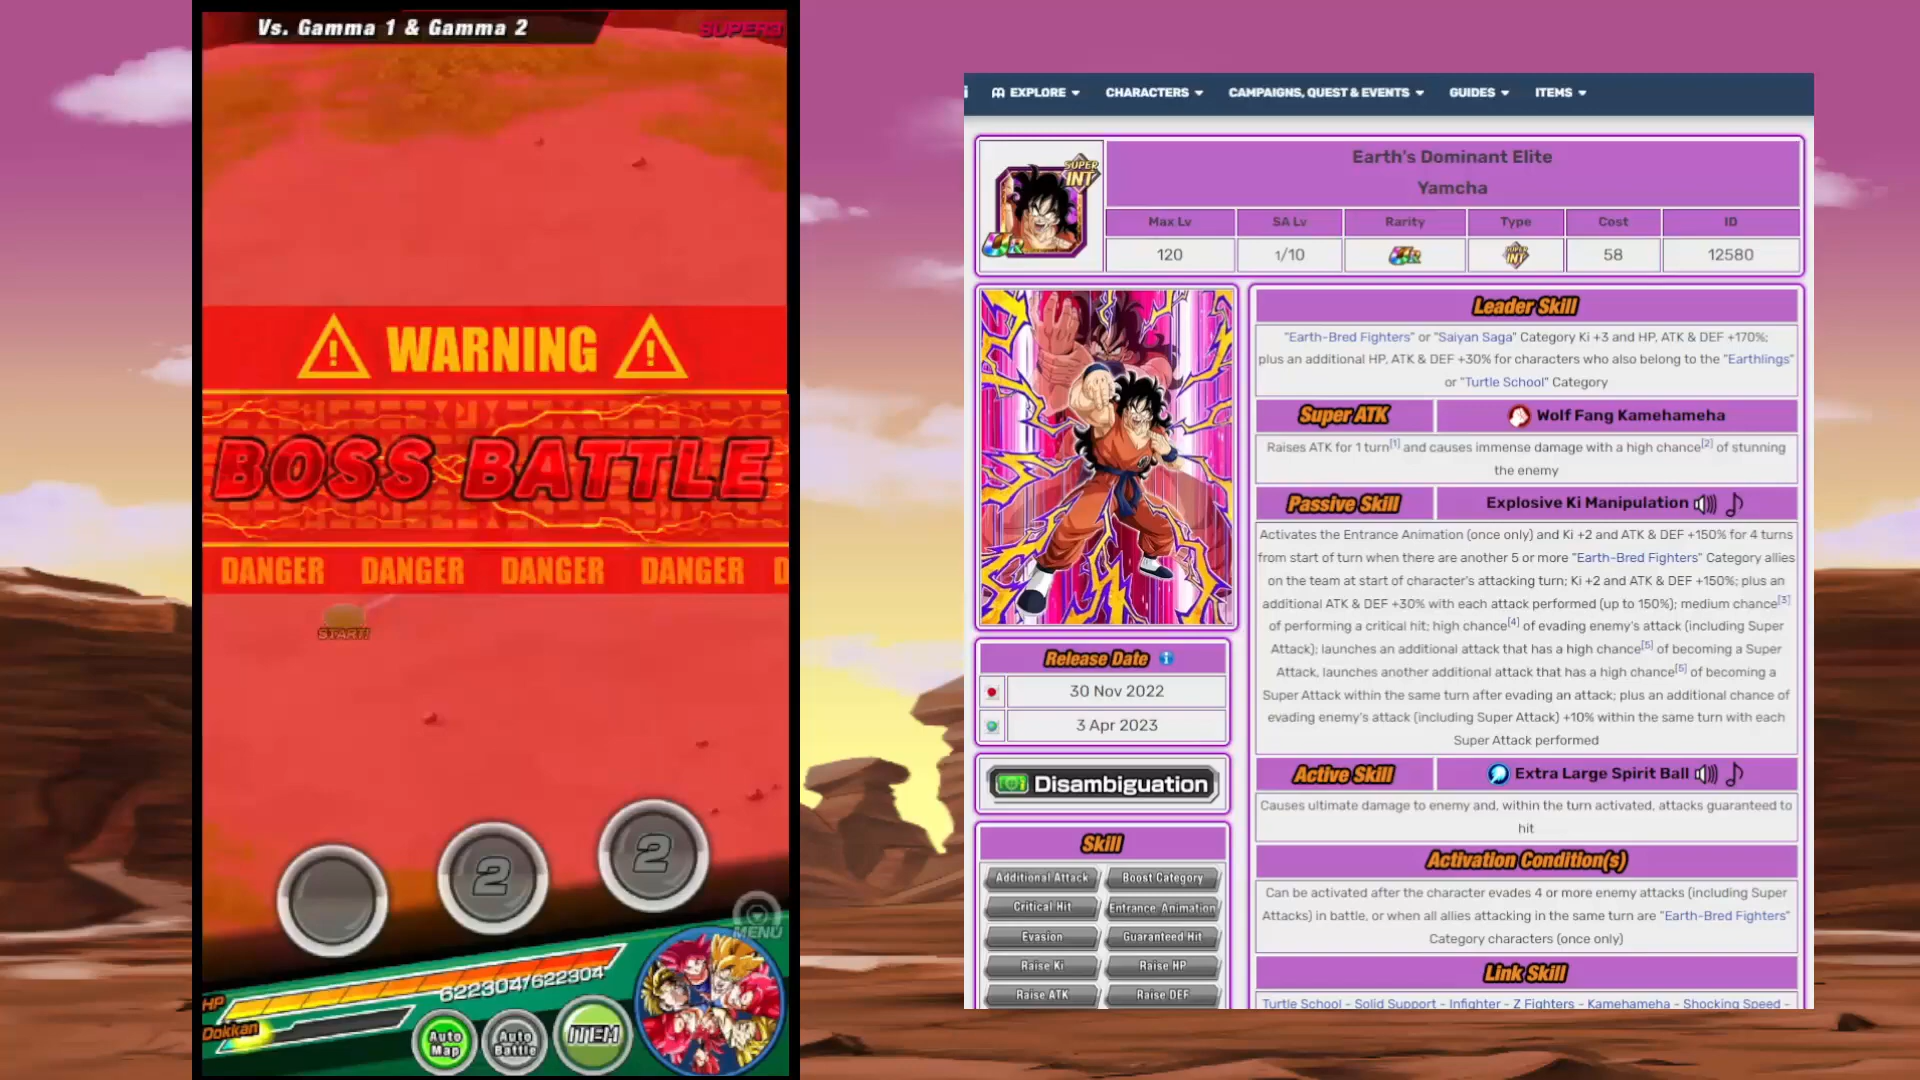 Vs. Gamma 1 & Gamma 2
SUPER3
WARNING
BOSS BATTLE
DANGER DANGER DANGER DANGER D
START!
2
2
MENU
HP
622304/622304
Dokkan
Auto Map
Auto Battle
ITEM
i EXPLORE CHARACTERS CAMPAIGNS, QUEST & EVENTS GUIDES ITEMS
SUPER INT
UR
Earth's Dominant Elite
Yamcha
Max Lv SA Lv Rarity Type Cost ID
120 1/10 UR SUPER INT 58 12580
Leader Skill
"Earth-Bred Fighters" or "Saiyan Saga" Category Ki +3 and HP, ATK & DEF +170%;
plus an additional HP, ATK & DEF +30% for characters who also belong to the "Earthlings"
or "Turtle School" Category
Super ATK Wolf Fang Kamehameha
Raises ATK for 1 turn[1] and causes immense damage with a high chance[2] of stunning
the enemy
Passive Skill Explosive Ki Manipulation
Activates the Entrance Animation (once only) and Ki +2 and ATK & DEF +150% for 4 turns
from start of turn when there are another 5 or more "Earth-Bred Fighters" Category allies
on the team at start of character's attacking turn; Ki +2 and ATK & DEF +150%; plus an
additional ATK & DEF +30% with each attack performed (up to 150%); medium chance[3]
of performing a critical hit; high chance[4] of evading enemy's attack (including Super
Attack); launches an additional attack that has a high chance[5] of becoming a Super
Attack, launches another additional attack that has a high chance[5] of becoming a
Super Attack within the same turn after evading an attack; plus an additional chance of
evading enemy's attack (including Super Attack) +10% within the same turn with each
Super Attack performed
Active Skill Extra Large Spirit Ball
Causes ultimate damage to enemy and, within the turn activated, attacks guaranteed to
hit
Activation Condition(s)
Can be activated after the character evades 4 or more enemy attacks (including Super
Attacks) in battle, or when all allies attacking in the same turn are "Earth-Bred Fighters"
Category characters (once only)
Link Skill
Turtle School - Solid Support - Infighter - Z Fighters - Kamehameha - Shocking Speed -
Release Date
30 Nov 2022
3 Apr 2023
Disambiguation
Skill
Additional Attack Boost Category
Critical Hit Entrance Animation
Evasion Guaranteed Hit
Raise Ki Raise HP
Raise ATK Raise DEF